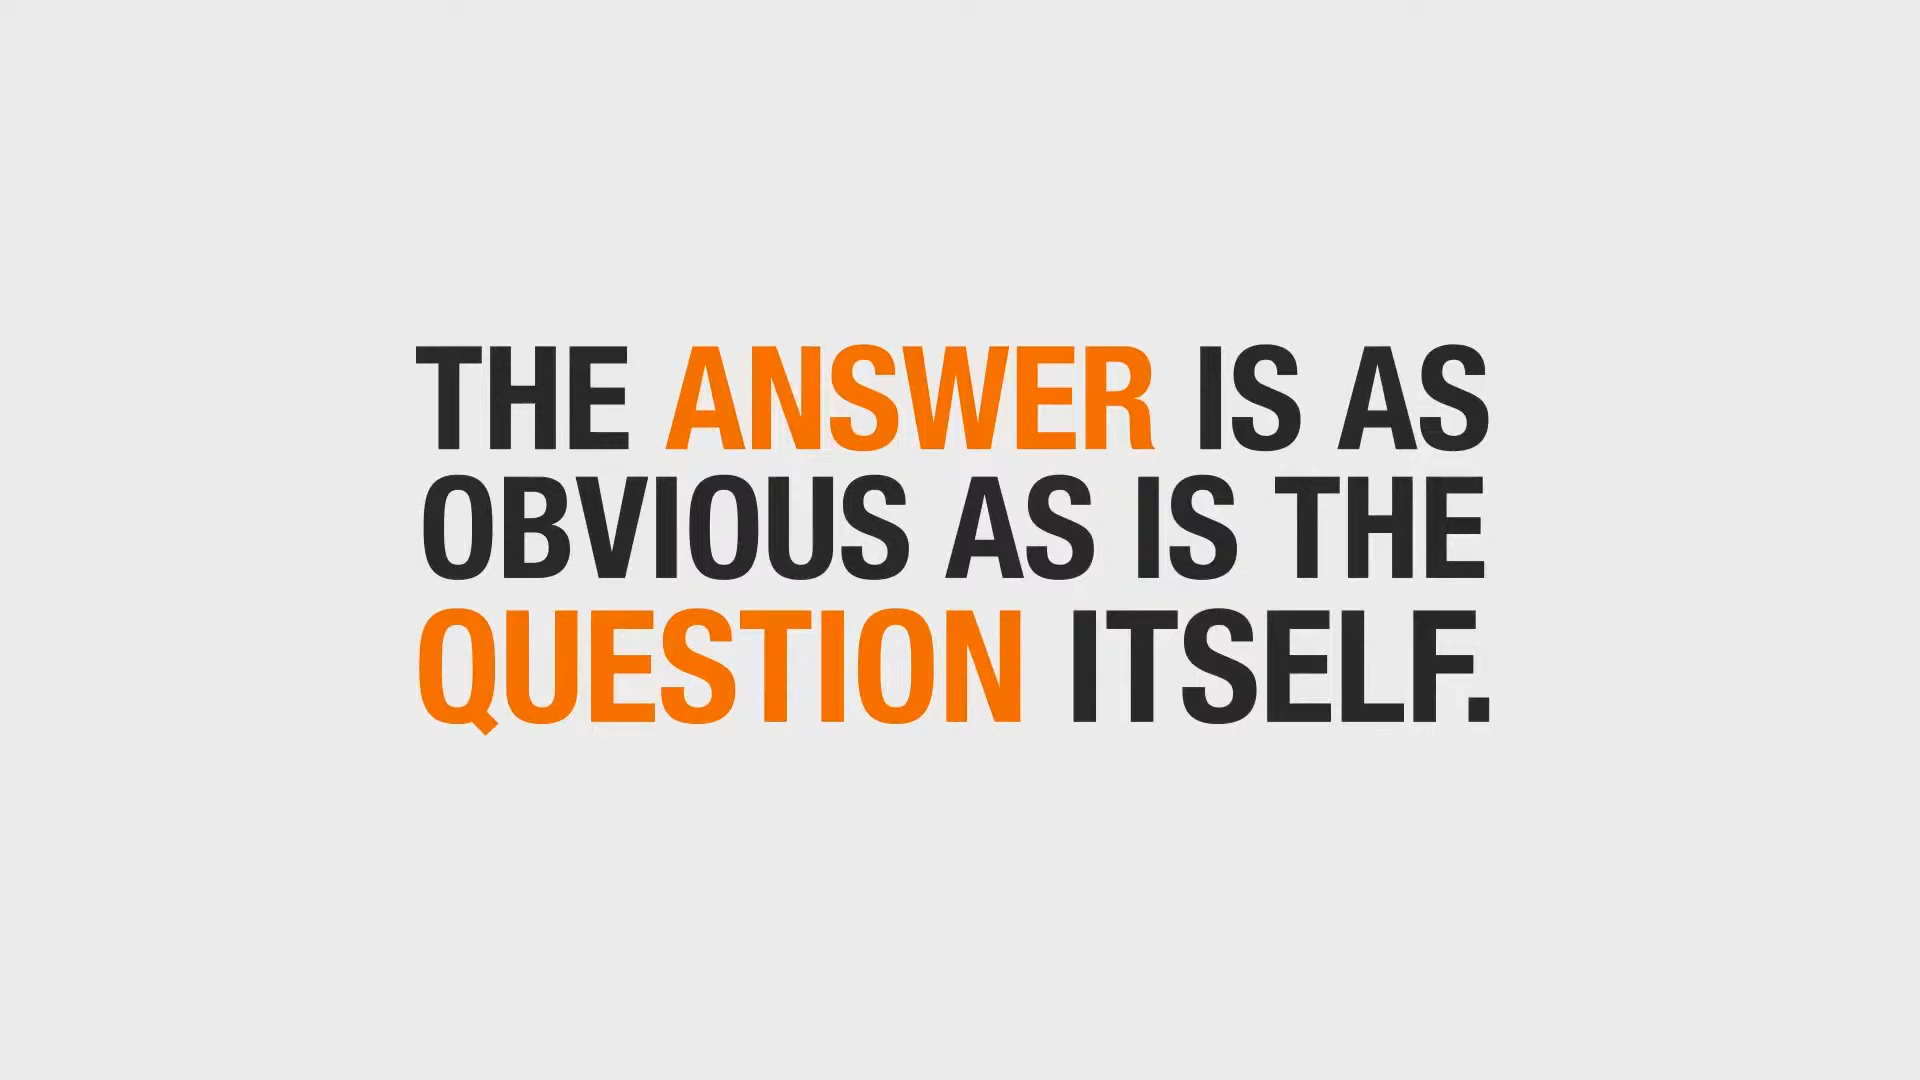 THE ANSWER IS AS
OBVIOUS AS IS THE
QUESTION ITSELF.